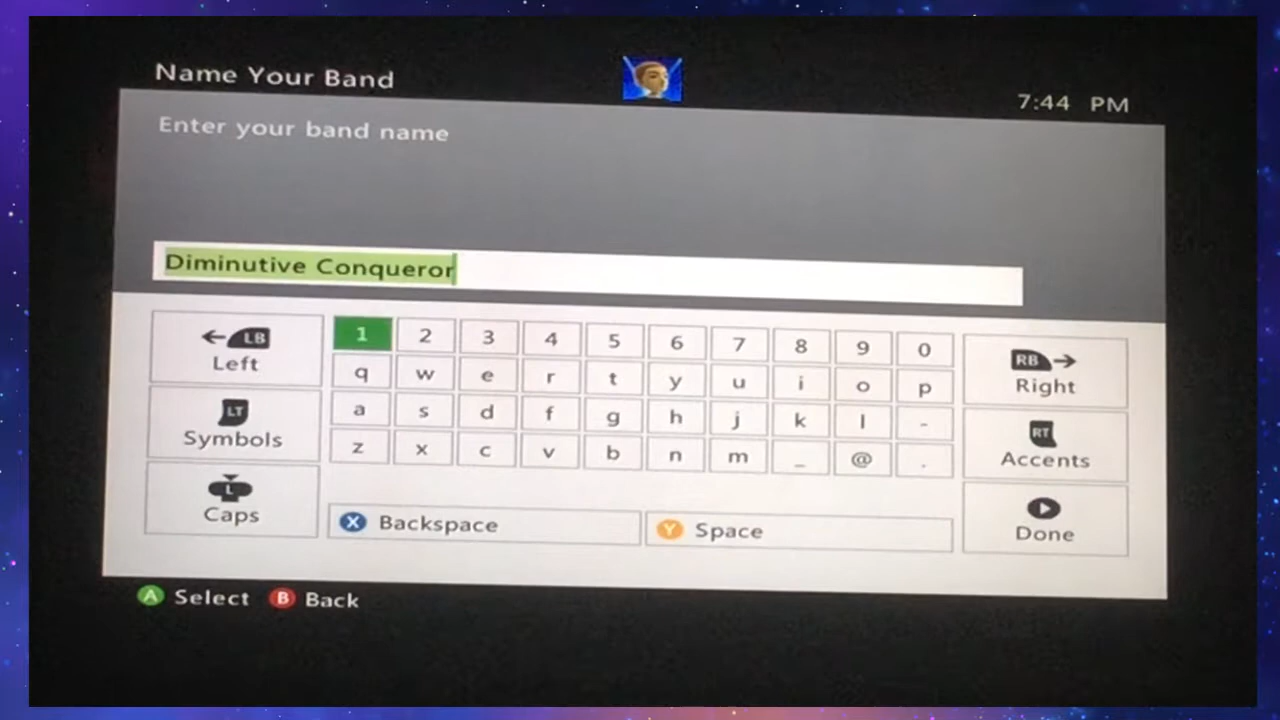 Name Your Band
7:44 PM
Enter your band name
Diminutive Conqueror
LB
Left
1 2 3 4 5 6 7 8 9 0
RB
Right
q w e r t y u i o p
LT
Symbols
a s d f g h j k l -
RT
Accents
z x c v b n m _ @ .
L
Caps
X Backspace
Y Space
Done
A Select B Back